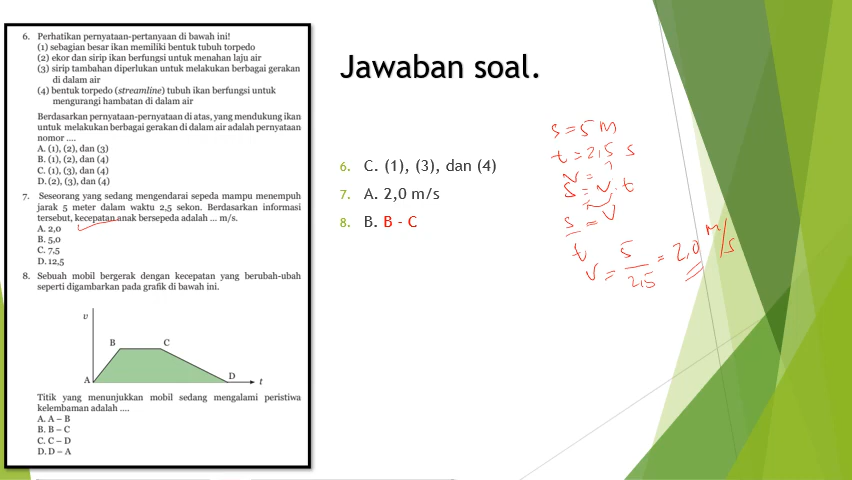 6. Perhatikan pernyataan-pertanyaan di bawah ini!
(1) sebagian besar ikan memiliki bentuk tubuh torpedo
(2) ekor dan sirip ikan berfungsi untuk menahan laju air
(3) sirip tambahan diperlukan untuk melakukan berbagai gerakan
di dalam air
(4) bentuk torpedo (streamline) tubuh ikan berfungsi untuk
mengurangi hambatan di dalam air
Berdasarkan pernyataan-pernyataan di atas, yang mendukung ikan
untuk melakukan berbagai gerakan di dalam air adalah pernyataan
nomor ....
A. (1), (2), dan (3)
B. (1), (2), dan (4)
C. (1), (3), dan (4)
D. (2), (3), dan (4)
7. Seseorang yang sedang mengendarai sepeda mampu menempuh
jarak 5 meter dalam waktu 2,5 sekon. Berdasarkan informasi
tersebut, kecepatan anak bersepeda adalah ... m/s.
A. 2,0
B. 5,0
C. 7,5
D. 12,5
8. Sebuah mobil bergerak dengan kecepatan yang berubah-ubah
seperti digambarkan pada grafik di bawah ini.
v
B C
A D t
Titik yang menunjukkan mobil sedang mengalami peristiwa
kelembaman adalah ....
A. A – B
B. B – C
C. C – D
D. D – A
Jawaban soal.
6. C. (1), (3), dan (4)
7. A. 2,0 m/s
8. B. B - C
s = 5 m
t = 2,5 s
v = ?
s = v . t
s/t = v
v = 5/2,5 = 2,0 m/s